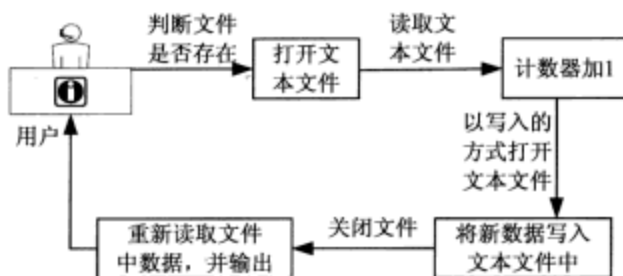 判断文件
是否存在
打开文
本文件
读取文
本文件
计数器加1
用户
以写入的
方式打开
文本文件
将新数据写入
文本文件中
关闭文件
重新读取文件
中数据，并输出